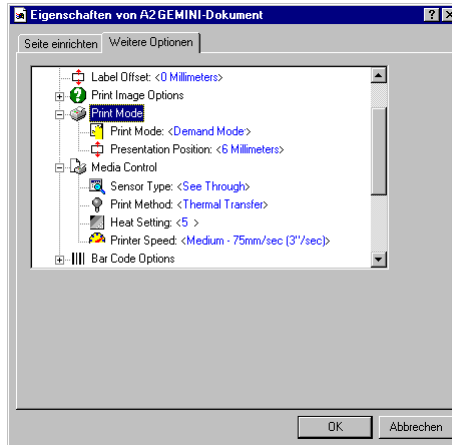 Eigenschaften von A2GEMINI-Dokument
Seite einrichten Weitere Optionen
Label Offset: <0 Millimeters>
Print Image Options
Print Mode
Print Mode: <Demand Mode>
Presentation Position: <6 Millimeters>
Media Control
Sensor Type: <See Through>
Print Method: <Thermal Transfer>
Heat Setting: <5 >
Printer Speed: <Medium - 75mm/sec (3"/sec)>
Bar Code Options
OK Abbrechen